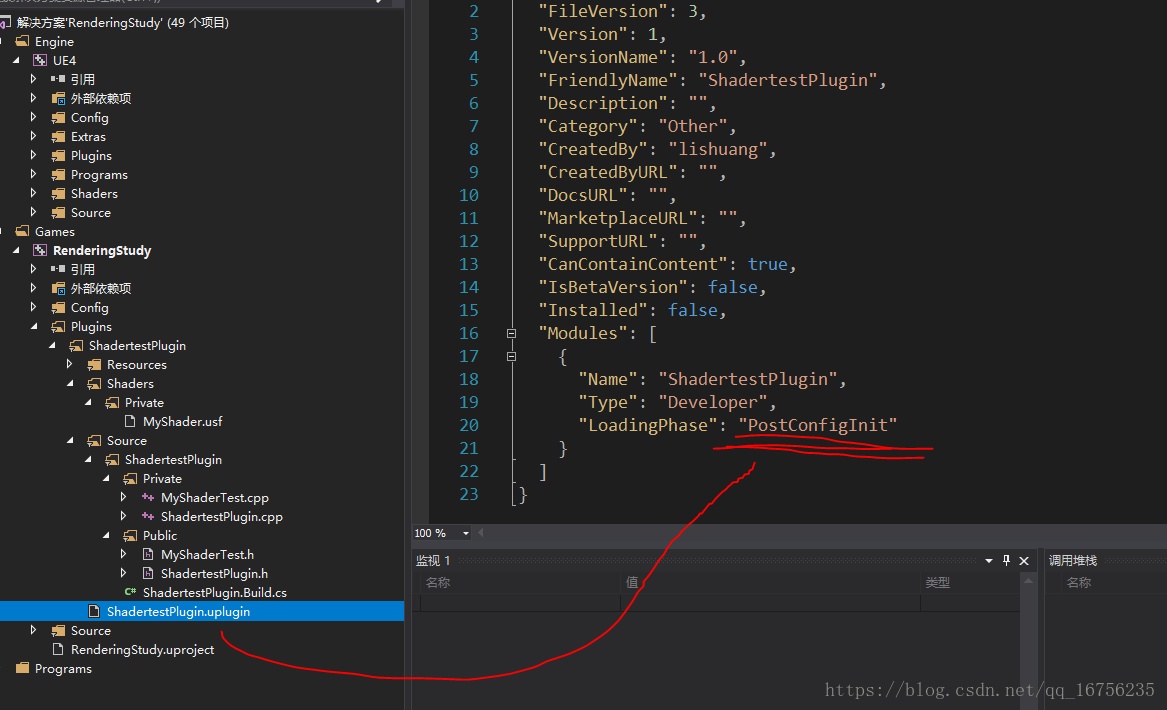 解决方案'RenderingStudy' (49 个项目)
Engine
UE4
引用
外部依赖项
Config
Extras
Plugins
Programs
Shaders
Source
Games
RenderingStudy
引用
外部依赖项
Config
Plugins
ShadertestPlugin
Resources
Shaders
Private
MyShader.usf
Source
ShadertestPlugin
Private
MyShaderTest.cpp
ShadertestPlugin.cpp
Public
MyShaderTest.h
ShadertestPlugin.h
ShadertestPlugin.Build.cs
ShadertestPlugin.uplugin
Source
RenderingStudy.uproject
Programs
2 "FileVersion": 3,
3 "Version": 1,
4 "VersionName": "1.0",
5 "FriendlyName": "ShadertestPlugin",
6 "Description": "",
7 "Category": "Other",
8 "CreatedBy": "lishuang",
9 "CreatedByURL": "",
10 "DocsURL": "",
11 "MarketplaceURL": "",
12 "SupportURL": "",
13 "CanContainContent": true,
14 "IsBetaVersion": false,
15 "Installed": false,
16 "Modules": [
17 {
18 "Name": "ShadertestPlugin",
19 "Type": "Developer",
20 "LoadingPhase": "PostConfigInit"
21 }
22 ]
23 }
100 %
监视 1
名称 值 类型
调用堆栈
名称
https://blog.csdn.net/qq_16756235